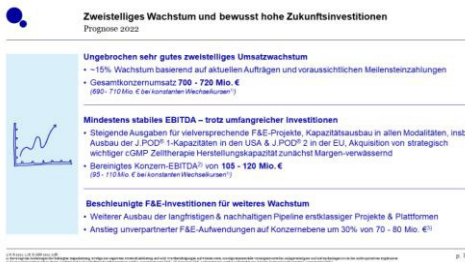 Zweistelliges Wachstum und bewusst hohe Zukunftsinvestitionen
Prognose 2022
Ungebrochen sehr gutes zweistelliges Umsatzwachstum
• ~15% Wachstum basierend auf aktuellen Aufträgen und voraussichtlichen Meilensteinzahlungen
• Gesamtkonzernumsatz 700 - 720 Mio. €
(690 - 710 Mio. € bei konstanten Wechselkursen¹⁾)
Mindestens stabiles EBITDA – trotz umfangreicher Investitionen
• Steigende Ausgaben für vielversprechende F&E-Projekte, Kapazitätsausbau in allen Modalitäten, insb
Ausbau der J.POD® 1-Kapazitäten in den USA & J.POD® 2 in der EU, Akquisition von strategisch
wichtiger cGMP Zelltherapie Herstellungskapazität zunächst Margen-verwässernd
• Bereinigtes Konzern-EBITDA²⁾ von 105 - 120 Mio. €
(95 - 110 Mio. € bei konstanten Wechselkursen¹⁾)
Beschleunigte F&E-Investitionen für weiteres Wachstum
• Weiterer Ausbau der langfristigen & nachhaltigen Pipeline erstklassiger Projekte & Plattformen
• Anstieg unverpartnerter F&E-Aufwendungen auf Konzernebene um 30% von 70 - 80 Mio. €³⁾